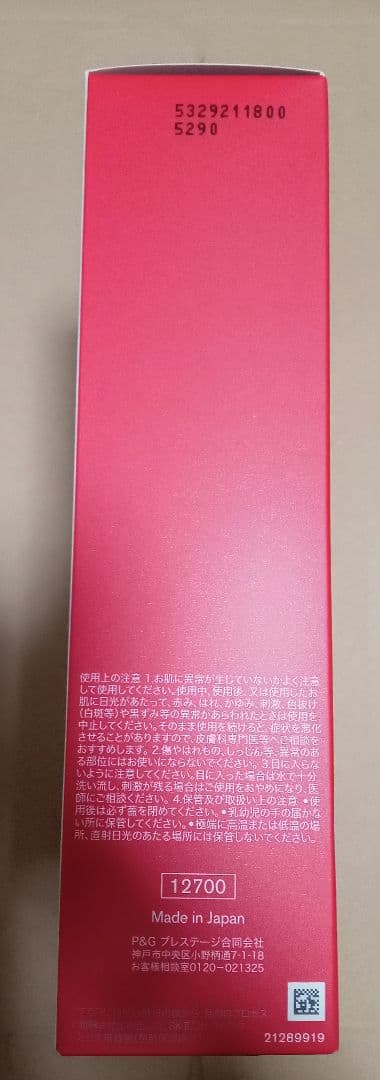 5329211800
5290
使用上の注意 1.お肌に異常が生じていないかよく注意
して使用してください。使用中、使用後、又は使用したお
肌に日光があたって、赤み、はれ、かゆみ、刺激、色抜け
(白斑等)や黒ずみ等の異常があらわれたときは使用を
中止してください。そのまま使用を続けると、症状を悪化
させることがありますので、皮膚科専門医等へご相談を
おすすめします。2.傷やはれもの、しっしん等、異常のあ
る部位にはお使いにならないでください。3.目に入らな
いように注意してください。目に入った場合は水で十分
洗い流し、刺激が残る場合はご使用をおやめになり、医
師にご相談ください。4.保管及び取扱い上の注意 •使
用後は必ず蓋を閉めてください。•乳幼児の手の届かな
い所に保管してください。•極端に高温または低温の場
所、直射日光のあたる場所には保管しないでください。
12700
Made in Japan
P&G プレステージ合同会社
神戸市中央区小野柄通7-1-18
お客様相談室0120-021325
21289919